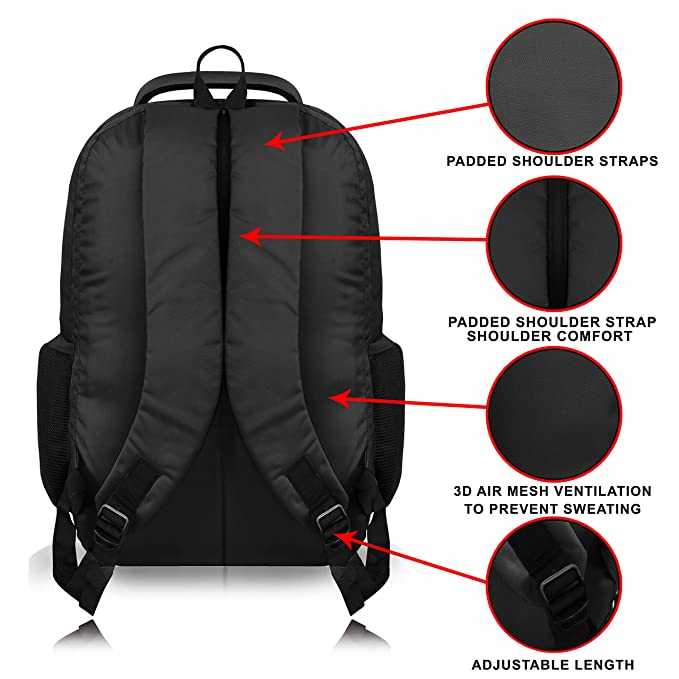 PADDED SHOULDER STRAPS
PADDED SHOULDER STRAP
SHOULDER COMFORT
3D AIR MESH VENTILATION
TO PREVENT SWEATING
ADJUSTABLE LENGTH